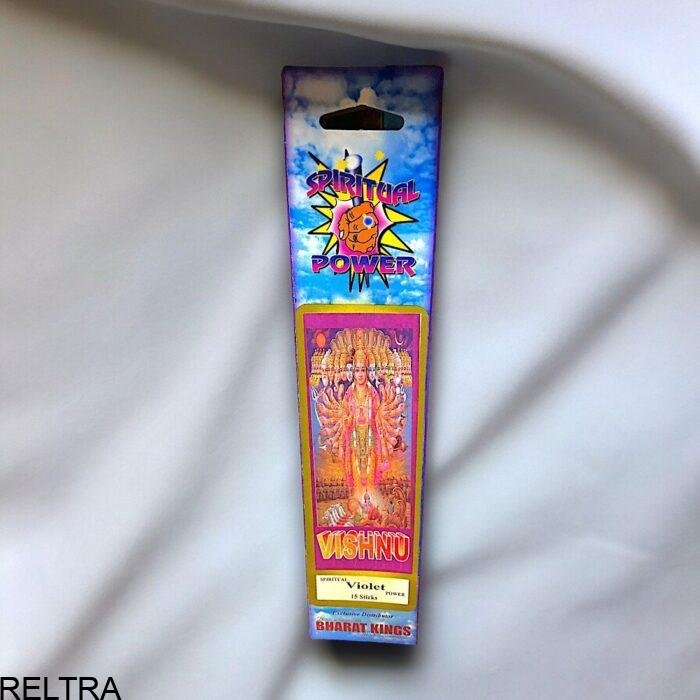 SPIRITUAL
POWER
VISHNU
SPIRITUAL
Violet
POWER
15 Sticks
Exclusive Distributor
BHARAT KINGS
RELTRA